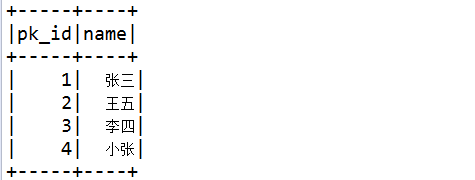 +-----+----+
|pk_id|name|
+-----+----+
|    1|  张三|
|    2|  王五|
|    3|  李四|
|    4|  小张|
+-----+----+